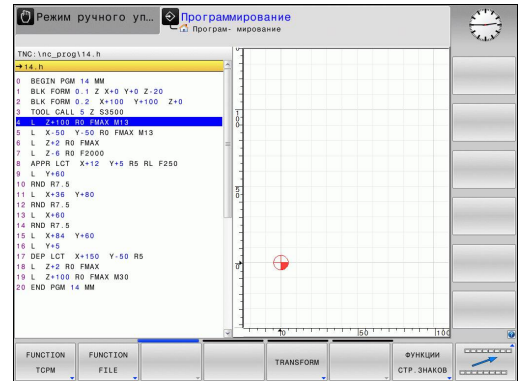 Режим ручного уп…
Программирование
Програм- мирование
TNC:\nc_prog\14.h
→14.h
0 BEGIN PGM 14 MM
1 BLK FORM 0.1 Z X+0 Y+0 Z-20
2 BLK FORM 0.2 X+100 Y+100 Z+0
3 TOOL CALL 5 Z S3500
4 L Z+100 R0 FMAX M13
5 L X-50 Y-50 R0 FMAX M13
6 L Z+2 R0 FMAX
7 L Z-6 R0 F2000
8 APPR LCT X+12 Y+5 R5 RL F250
9 L Y+60
10 RND R7.5
11 L X+36 Y+80
12 RND R7.5
13 L X+60
14 RND R7.5
15 L X+84 Y+60
16 L Y+5
17 DEP LCT X+150 Y-50 R5
18 L Z+2 R0 FMAX
19 L Z+100 R0 FMAX M30
20 END PGM 14 MM
100
50
0
0 50 100
FUNCTION TCPM
FUNCTION FILE
TRANSFORM
ФУНКЦИИ СТР.ЗНАКОВ